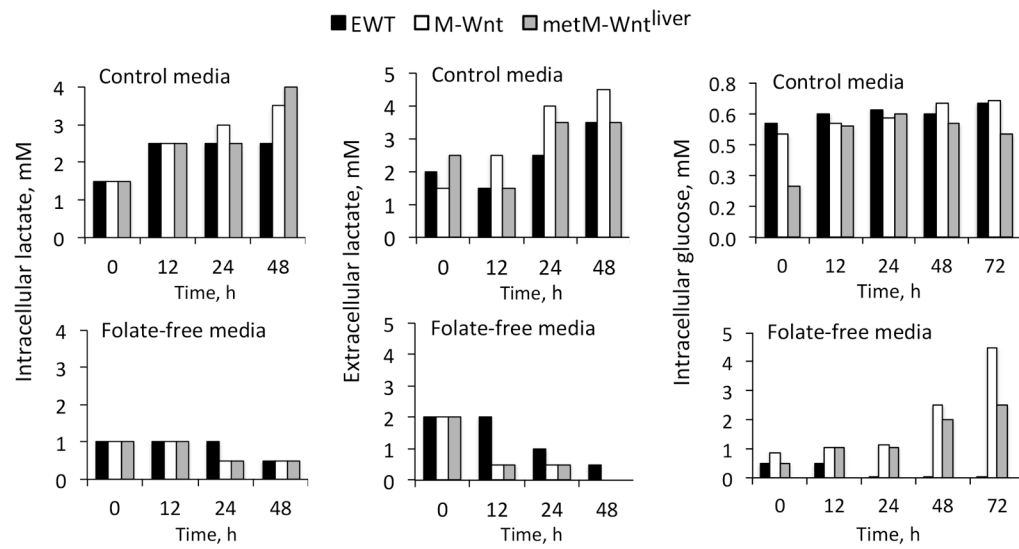 EWT M-Wnt metM-Wntliver
Control media
Intracellular lactate, mM
4
3
2
1
0
0 12 24 48
Time, h
Control media
Extracellular lactate, mM
5
4
3
2
1
0
0 12 24 48
Time, h
Control media
Intracellular glucose, mM
0.8
0.6
0.5
0.3
0.2
0.0
0 12 24 48 72
Time, h
Folate-free media
4
3
2
1
0
0 12 24 48
Time, h
Folate-free media
5
4
3
2
1
0
0 12 24 48
Time, h
Folate-free media
5
4
3
2
1
0
0 12 24 48 72
Time, h